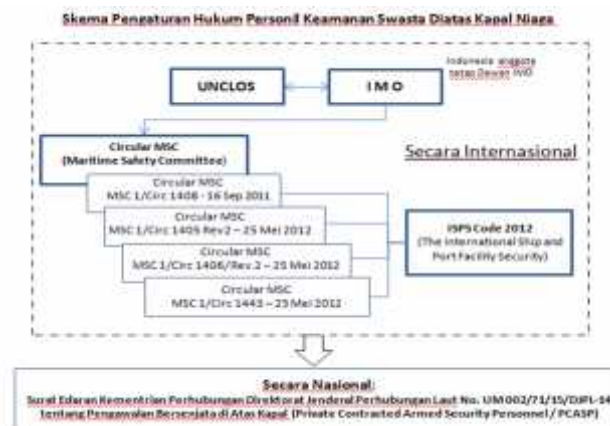 Skema Pengaturan Hukum Personil Keamanan Swasta Diatas Kapal Niaga
UNCLOS
I M O
Indonesia anggota
tetap Dewan IMO
Circular MSC
(Maritime Safety Committee)
Secara Internasional
Circular MSC
MSC 1/Circ 1408 - 16 Sep 2011
Circular MSC
MSC 1/Circ 1405 Rev2 – 25 Mei 2012
Circular MSC
MSC 1/Circ 1406/Rev.2 – 25 Mei 2012
Circular MSC
MSC 1/Circ 1443 – 25 Mei 2012
ISPS Code 2012
(The International Ship and
Port Facility Security)
Secara Nasional:
Surat Edaran Kementrian Perhubungan Direktorat Jenderal Perhubungan Laut No. UM 002/71/15/DJPL-14
tentang Pengawalan Bersenjata di Atas Kapal (Private Contracted Armed Security Personnel / PCASP)